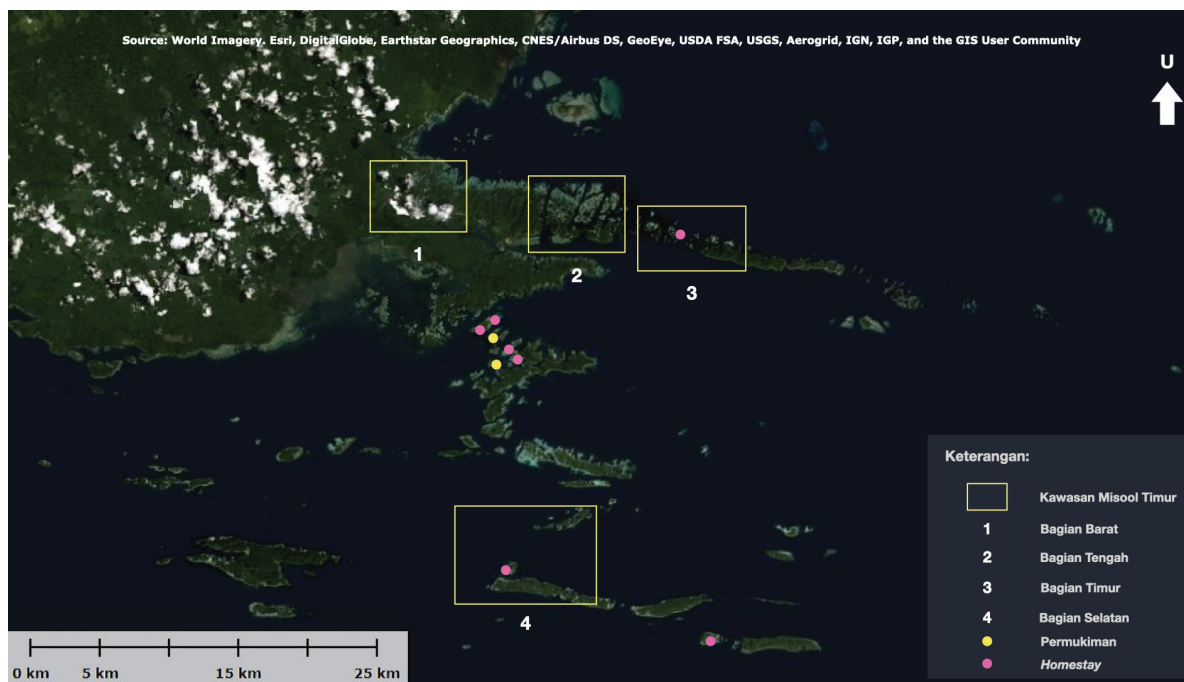 Source: World Imagery. Esri, DigitalGlobe, Earthstar Geographics, CNES/Airbus DS, GeoEye, USDA FSA, USGS, Aerogrid, IGN, IGP, and the GIS User Community
U
1
2
3
4
Keterangan:
Kawasan Misool Timur
1 Bagian Barat
2 Bagian Tengah
3 Bagian Timur
4 Bagian Selatan
Permukiman
Homestay
0 km 5 km 15 km 25 km